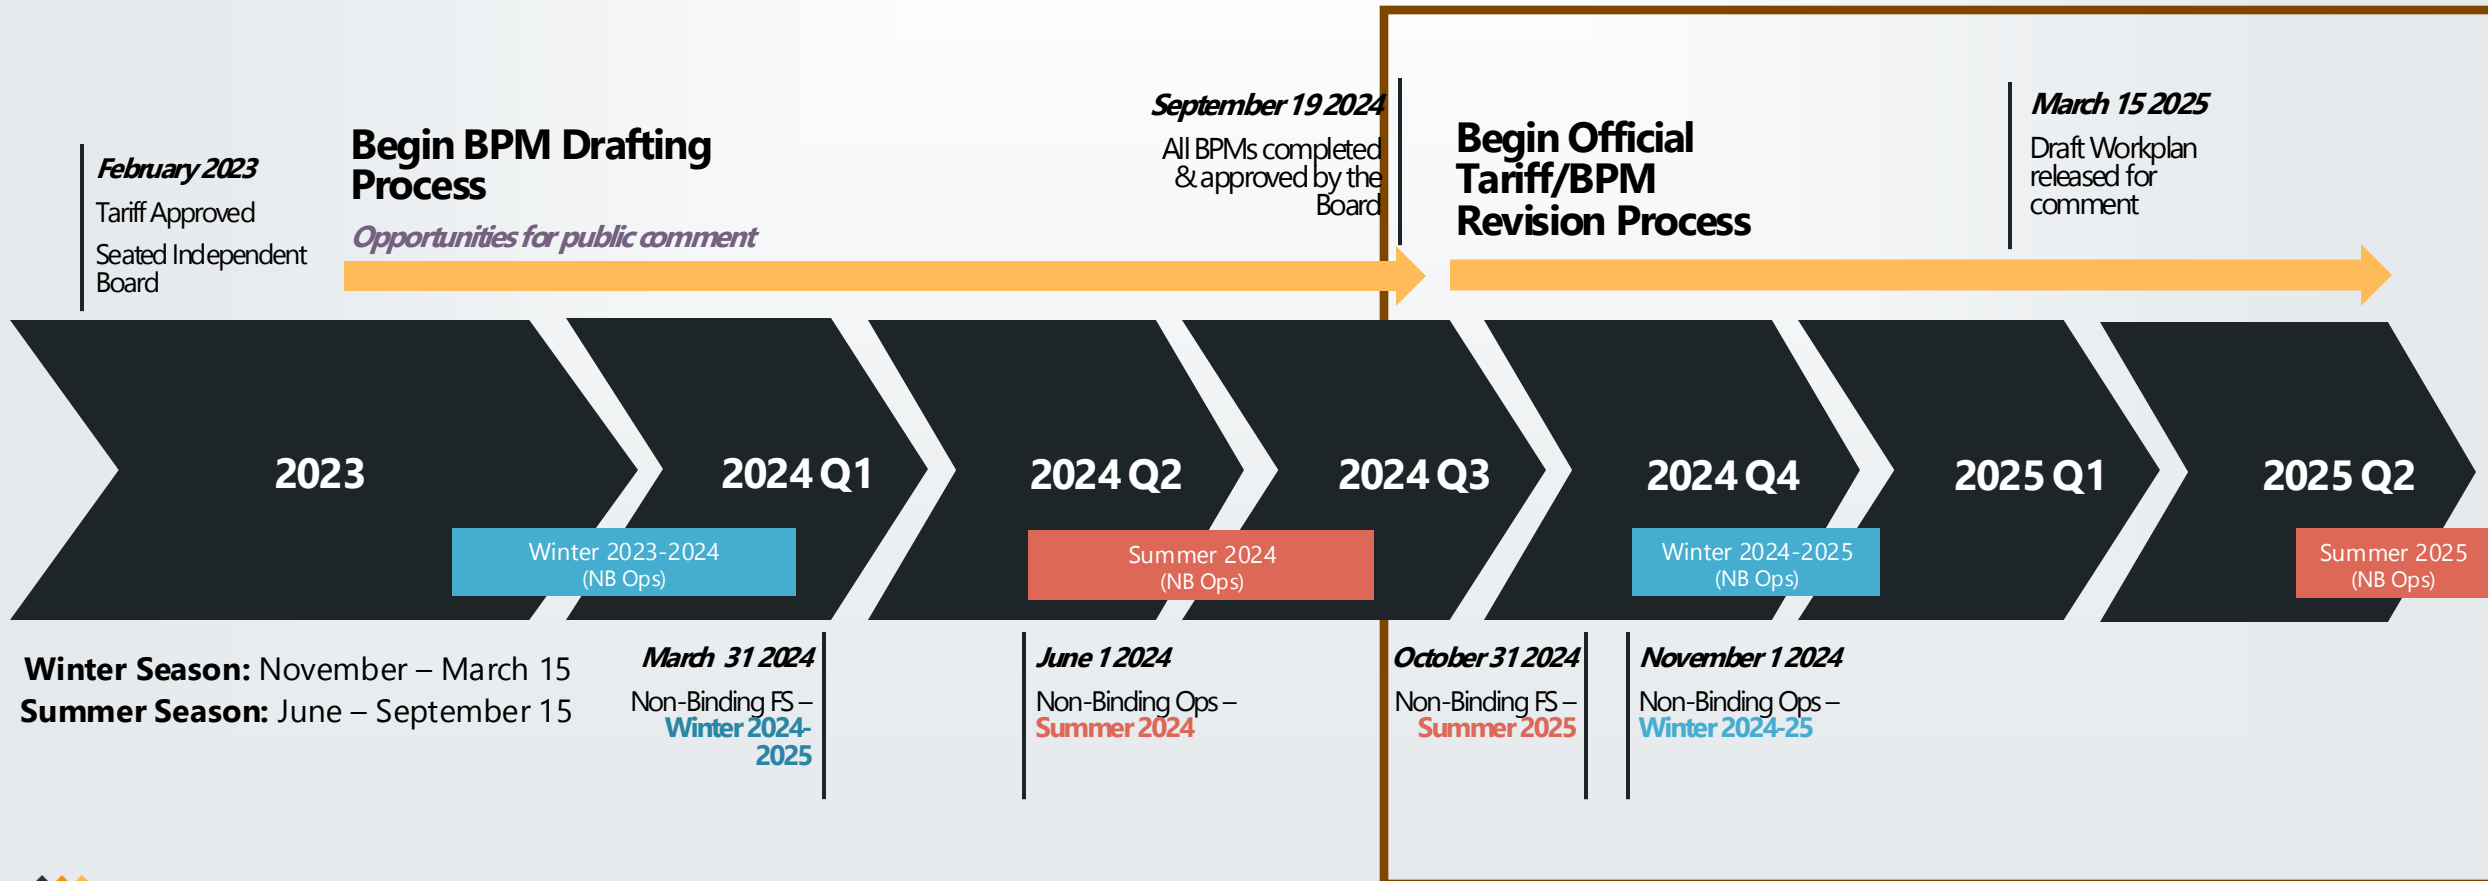 February 2023
Tariff Approved
Seated Independent
Board
Begin BPM Drafting
Process
Opportunities for public comment
September 19 2024
All BPMs completed
& approved by the
Board
Begin Official
Tariff/BPM
Revision Process
March 15 2025
Draft Workplan
released for
comment
2023
2024 Q1
2024 Q2
2024 Q3
2024 Q4
2025 Q1
2025 Q2
Winter 2023-2024
(NB Ops)
Summer 2024
(NB Ops)
Winter 2024-2025
(NB Ops)
Summer 2025
(NB Ops)
Winter Season: November – March 15
Summer Season: June – September 15
March 31 2024
Non-Binding FS –
Winter 2024-
2025
June 1 2024
Non-Binding Ops –
Summer 2024
October 31 2024
Non-Binding FS –
Summer 2025
November 1 2024
Non-Binding Ops –
Winter 2024-25